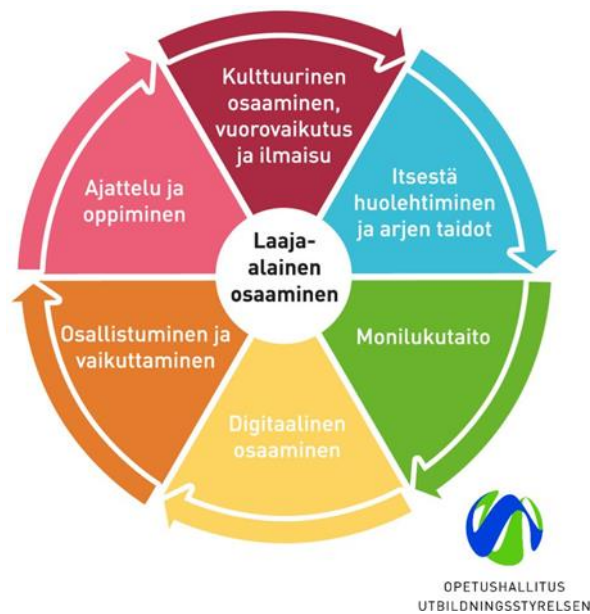 Kulttuurinen
osaaminen,
vuorovaikutus
ja ilmaisu
Itsestä
huolehtiminen
ja arjen taidot
Monilukutaito
Digitaalinen
osaaminen
Osallistuminen ja
vaikuttaminen
Ajattelu ja
oppiminen
Laaja-
alainen
osaaminen
OPETUSHALLITUS
UTBILDNINGSSTYRELSEN